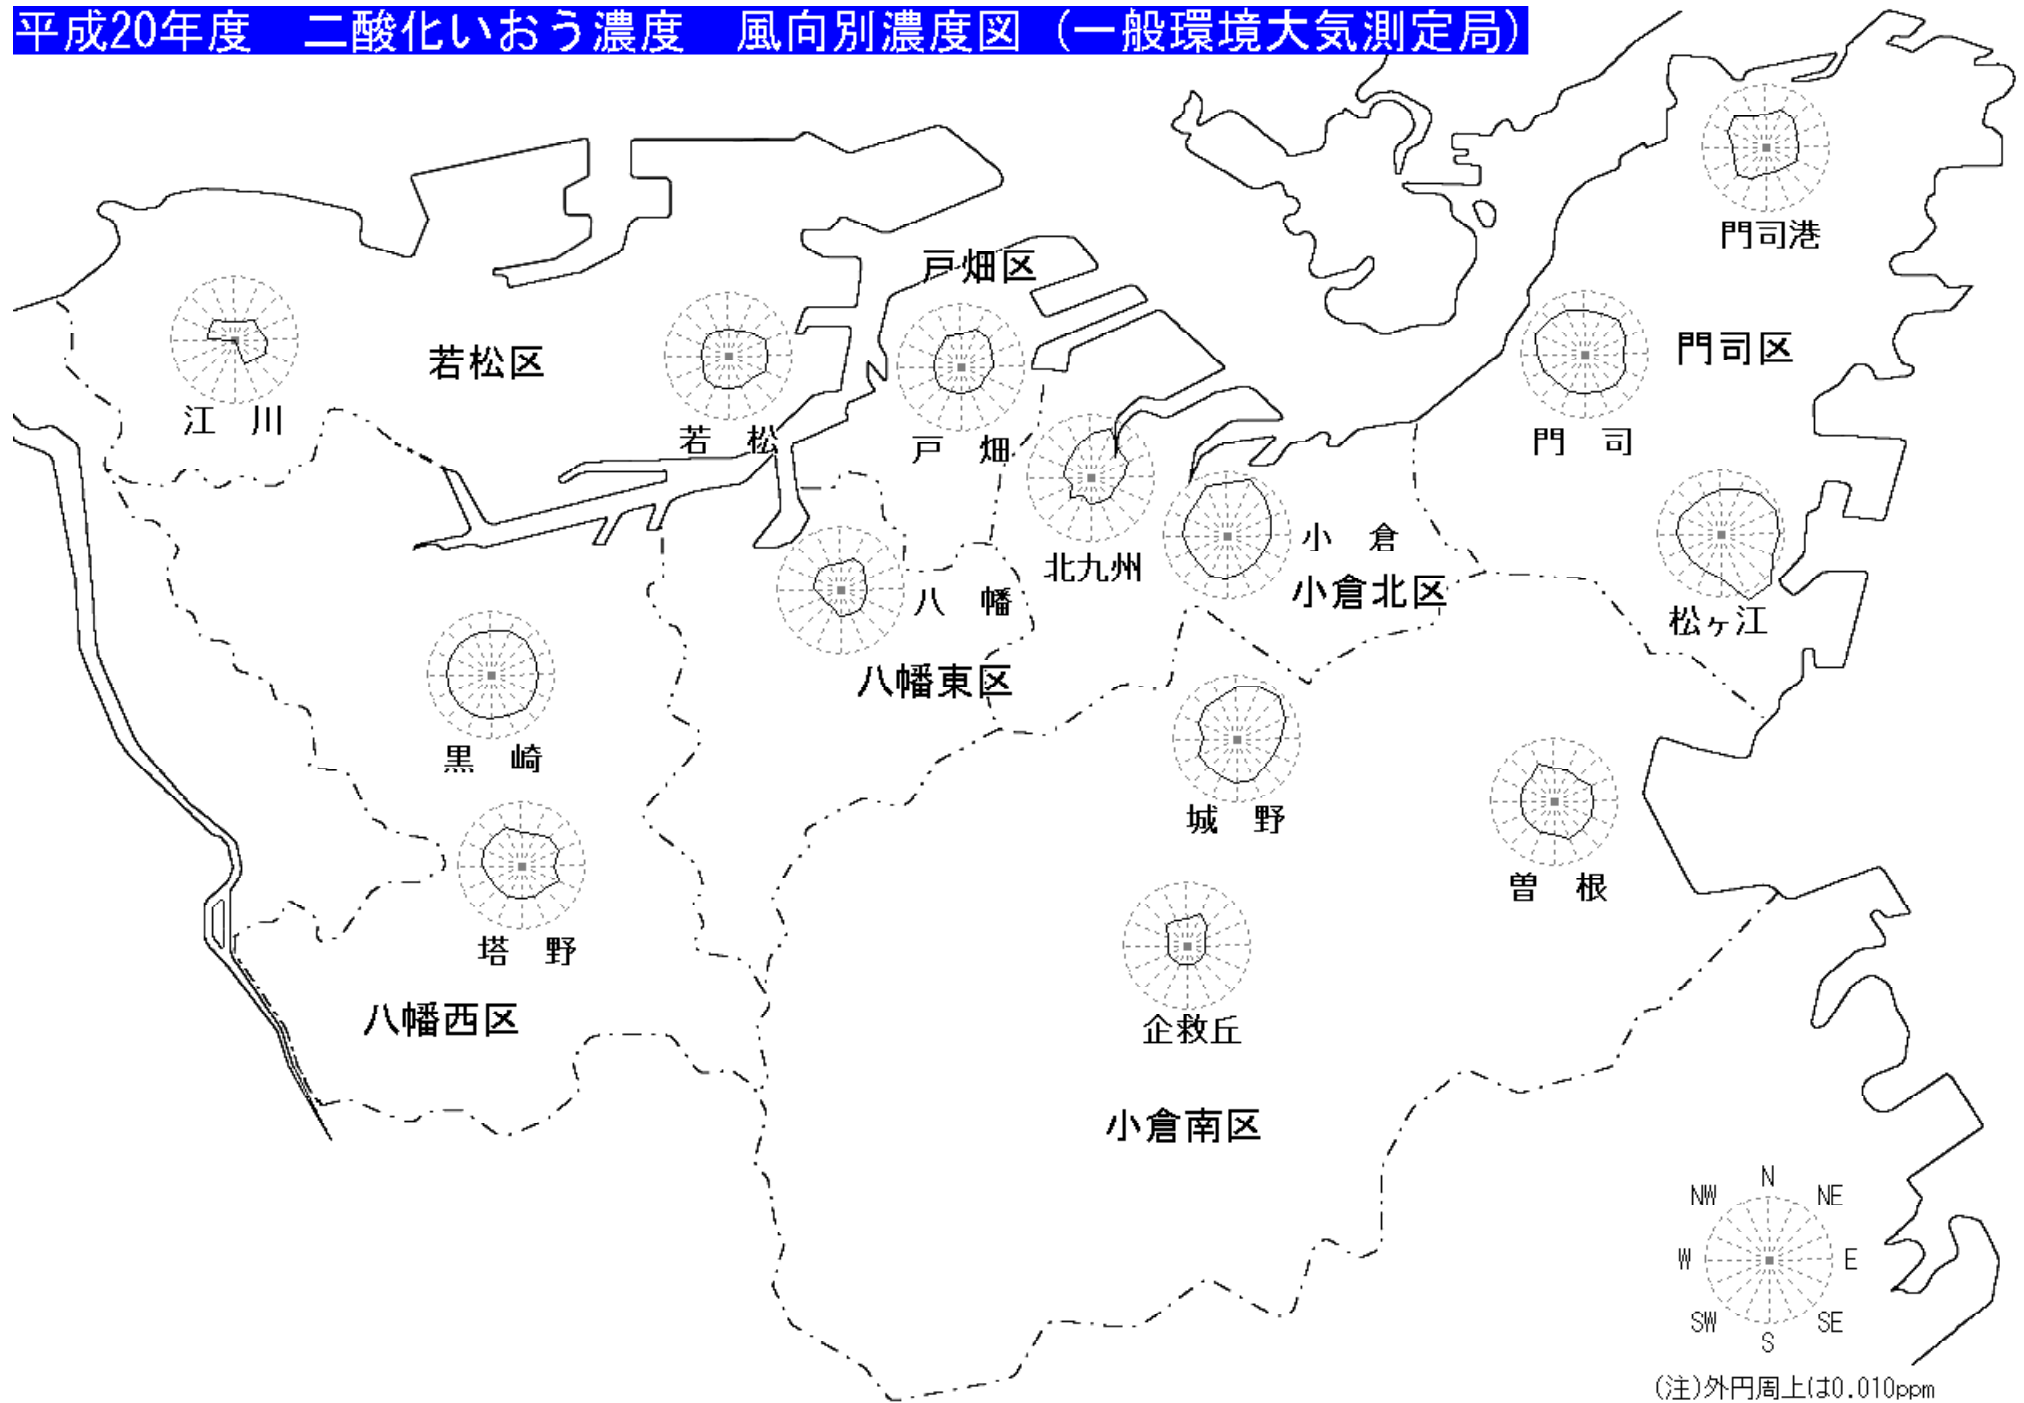 平成20年度　二酸化いおう濃度　風向別濃度図（一般環境大気測定局）
門司港
戸畑区
門司区
若松区
江　川
若　松
戸　畑
門　司
北九州
小　倉
小倉北区
八　幡
松ヶ江
八幡東区
黒　崎
城　野
曽　根
塔　野
八幡西区
企救丘
小倉南区
N
NW
NE
W
E
SW
SE
S
(注)外円周上は0.010ppm